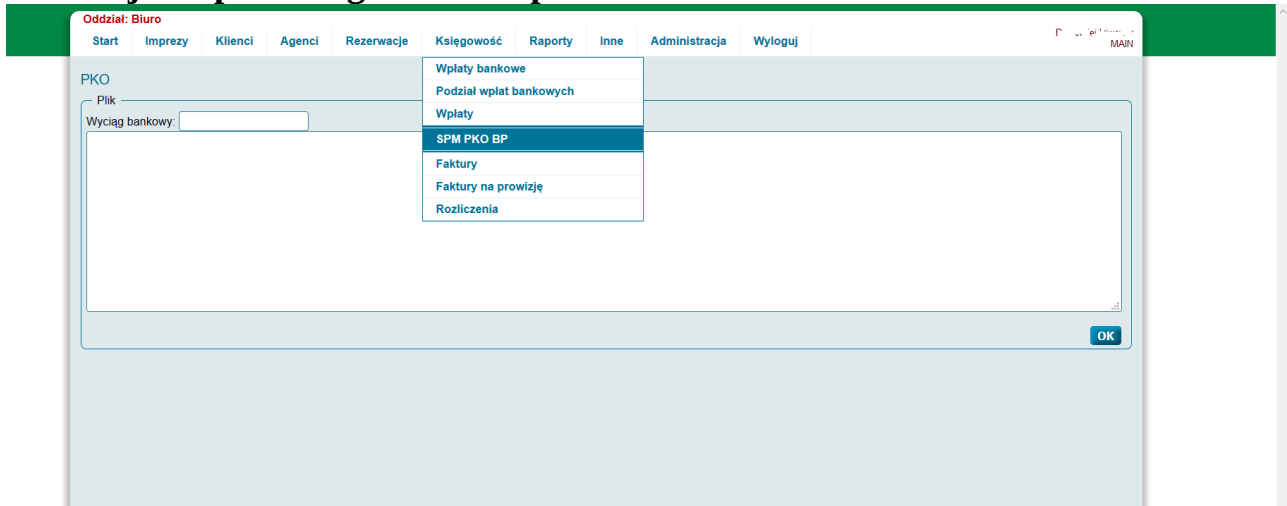 Oddział: Biuro
Start Imprezy Klienci Agenci Rezerwacje Księgowość Raporty Inne Administracja Wyloguj
MAIN
Wpłaty bankowe
Podział wpłat bankowych
Wpłaty
SPM PKO BP
Faktury
Faktury na prowizję
Rozliczenia
PKO
Plik
Wyciąg bankowy:
OK